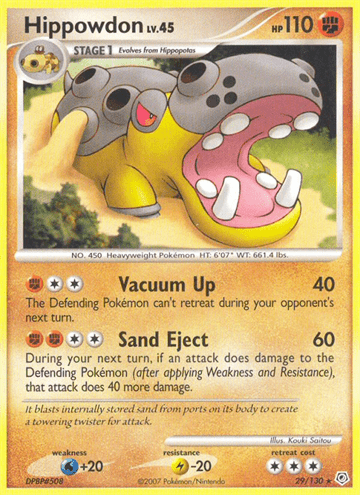 Hippowdon LV.45 HP 110
STAGE 1 Evolves from Hippopotas
NO. 450 Heavyweight Pokémon HT: 6'07" WT: 661.4 lbs.
Vacuum Up 40
The Defending Pokémon can't retreat during your opponent's
next turn.
Sand Eject 60
During your next turn, if an attack does damage to the
Defending Pokémon (after applying Weakness and Resistance),
that attack does 40 more damage.
It blasts internally stored sand from ports on its body to create
a towering twister for attack.
Illus. Kouki Saitou
weakness resistance retreat cost
+20 -20
DPBP#508 ©2007 Pokémon/Nintendo 29/130 ★